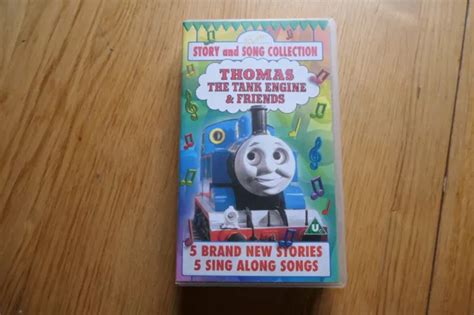 STORY and SONG COLLECTION
THOMAS
THE TANK ENGINE
& FRIENDS
U
5 BRAND NEW STORIES
5 SING ALONG SONGS